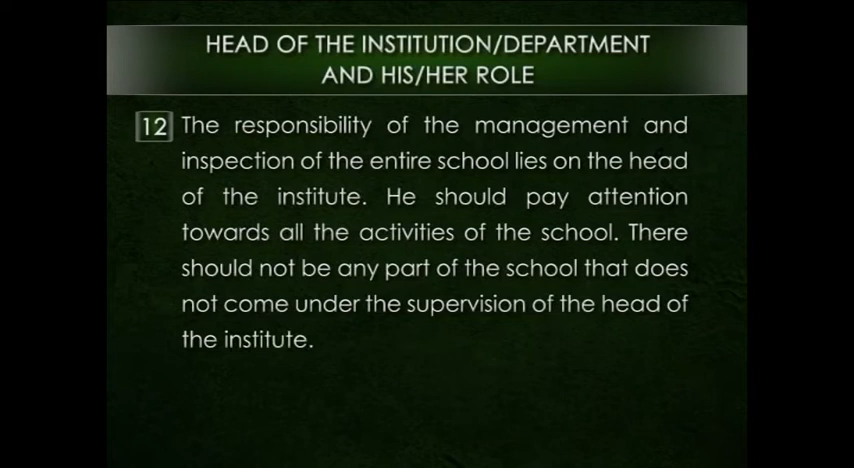 HEAD OF THE INSTITUTION/DEPARTMENT
AND HIS/HER ROLE
12 The responsibility of the management and
inspection of the entire school lies on the head
of the institute. He should pay attention
towards all the activities of the school. There
should not be any part of the school that does
not come under the supervision of the head of
the institute.